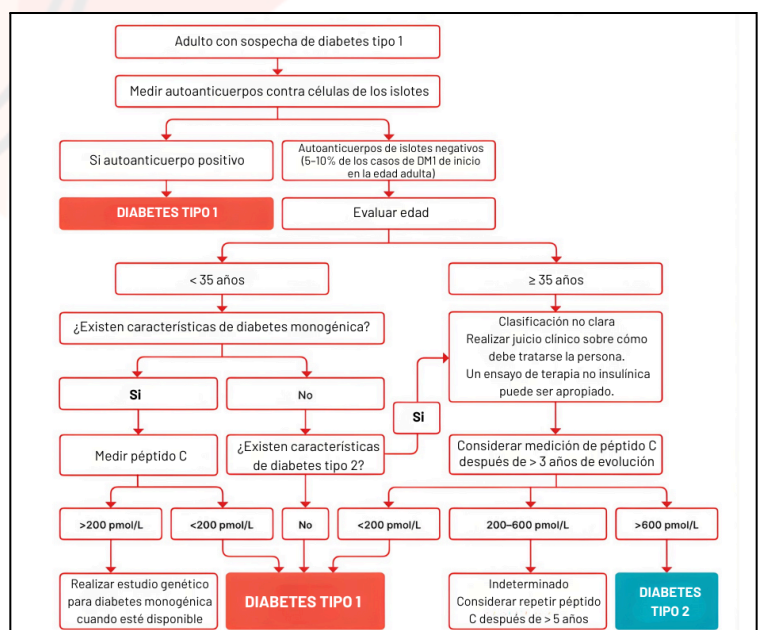 Adulto con sospecha de diabetes tipo 1
Medir autoanticuerpos contra células de los islotes
Si autoanticuerpo positivo
Autoanticuerpos de islotes negativos
(5-10% de los casos de DM1 de inicio
en la edad adulta)
DIABETES TIPO 1
Evaluar edad
< 35 años
≥ 35 años
¿Existen características de diabetes monogénica?
Clasificación no clara
Realizar juicio clínico sobre cómo
debe tratarse la persona.
Un ensayo de terapia no insulínica
puede ser apropiado.
Si
No
Si
Medir péptido C
¿Existen características
de diabetes tipo 2?
Considerar medición de péptido C
después de > 3 años de evolución
>200 pmol/L
<200 pmol/L
No
<200 pmol/L
200-600 pmol/L
>600 pmol/L
Realizar estudio genético
para diabetes monogénica
cuando esté disponible
DIABETES TIPO 1
Indeterminado
Considerar repetir péptido
C después de > 5 años
DIABETES
TIPO 2